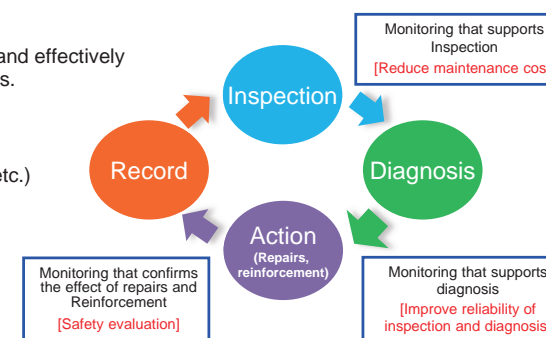 and effectively
s.
etc.)
Monitoring that supports
Inspection
[Reduce maintenance cos
Inspection
Record
Diagnosis
Action
(Repairs,
reinforcement)
Monitoring that confirms
the effect of repairs and
Reinforcement
[Safety evaluation]
Monitoring that supports
diagnosis
[Improve reliability of
inspection and diagnosis